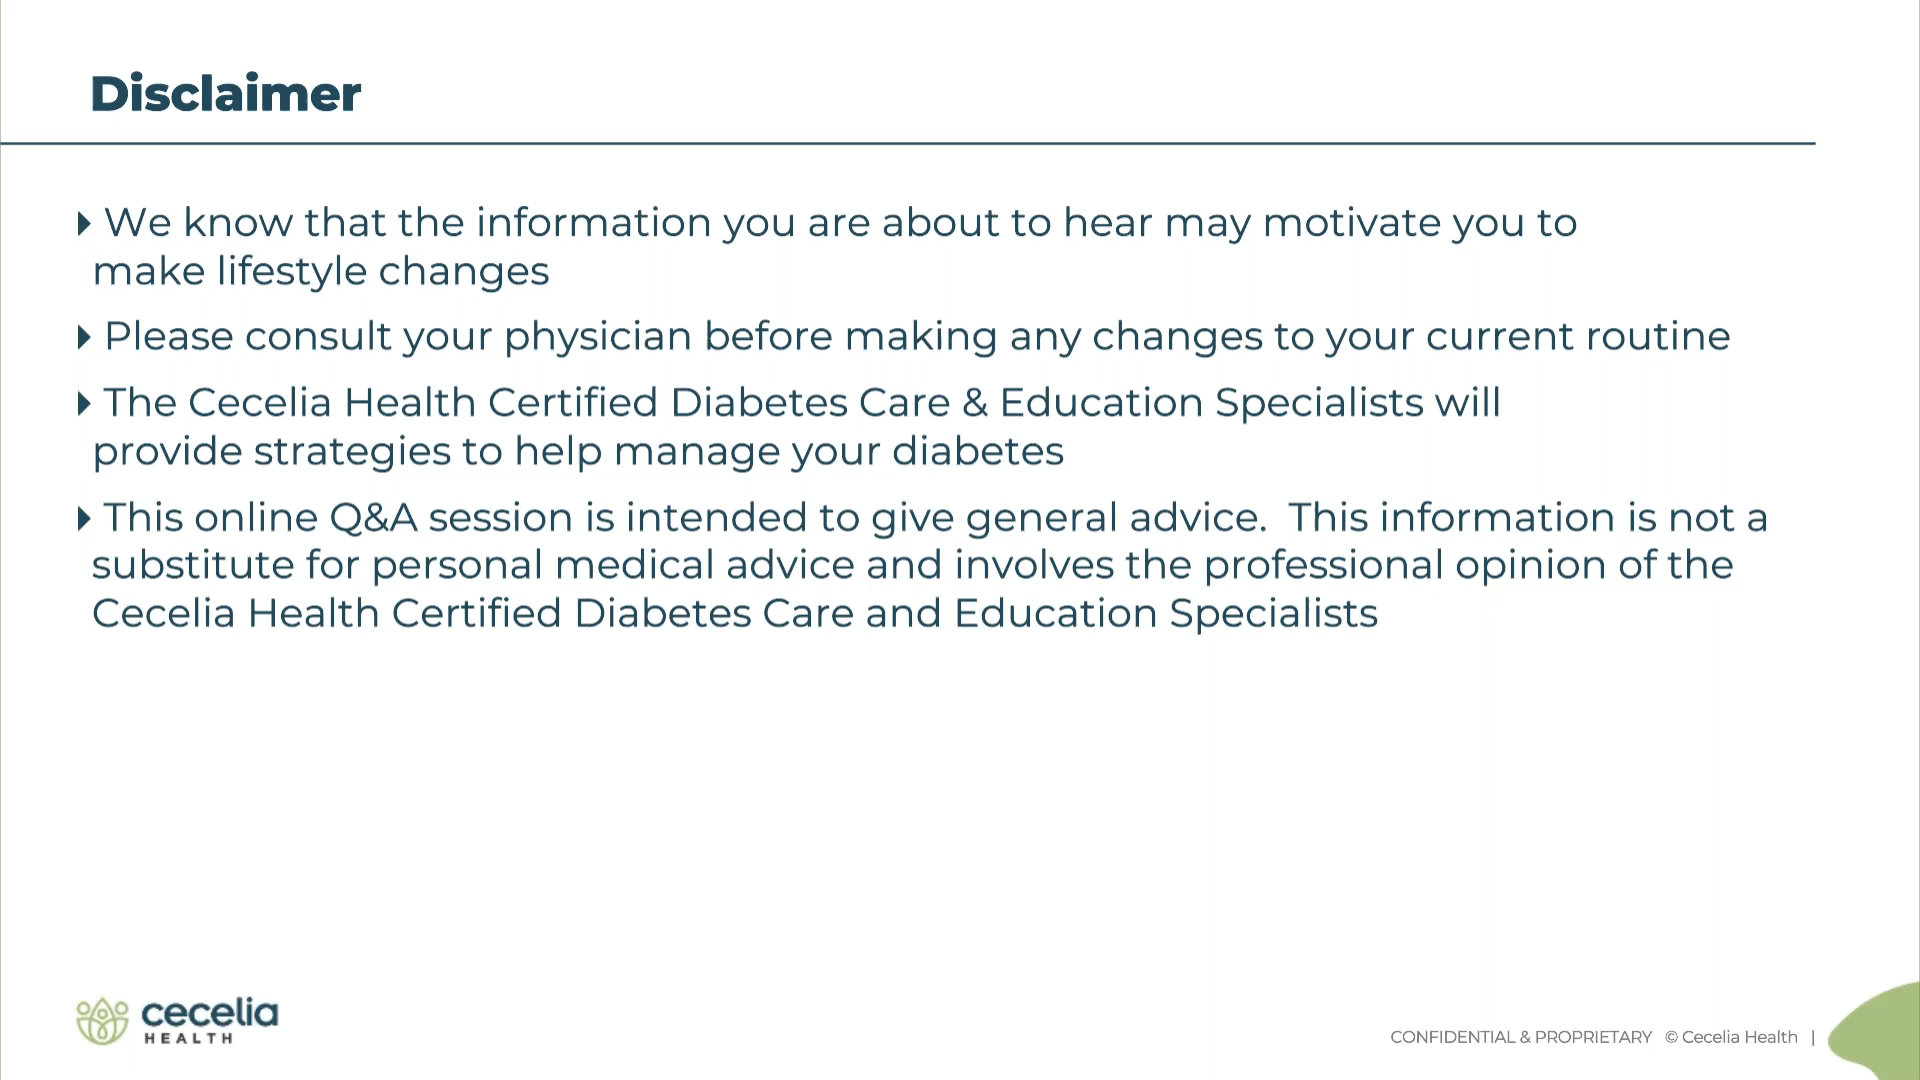 Disclaimer
We know that the information you are about to hear may motivate you to
make lifestyle changes
Please consult your physician before making any changes to your current routine
The Cecelia Health Certified Diabetes Care & Education Specialists will
provide strategies to help manage your diabetes
This online Q&A session is intended to give general advice.  This information is not a
substitute for personal medical advice and involves the professional opinion of the
Cecelia Health Certified Diabetes Care and Education Specialists
cecelia
HEALTH
CONFIDENTIAL & PROPRIETARY © Cecelia Health |